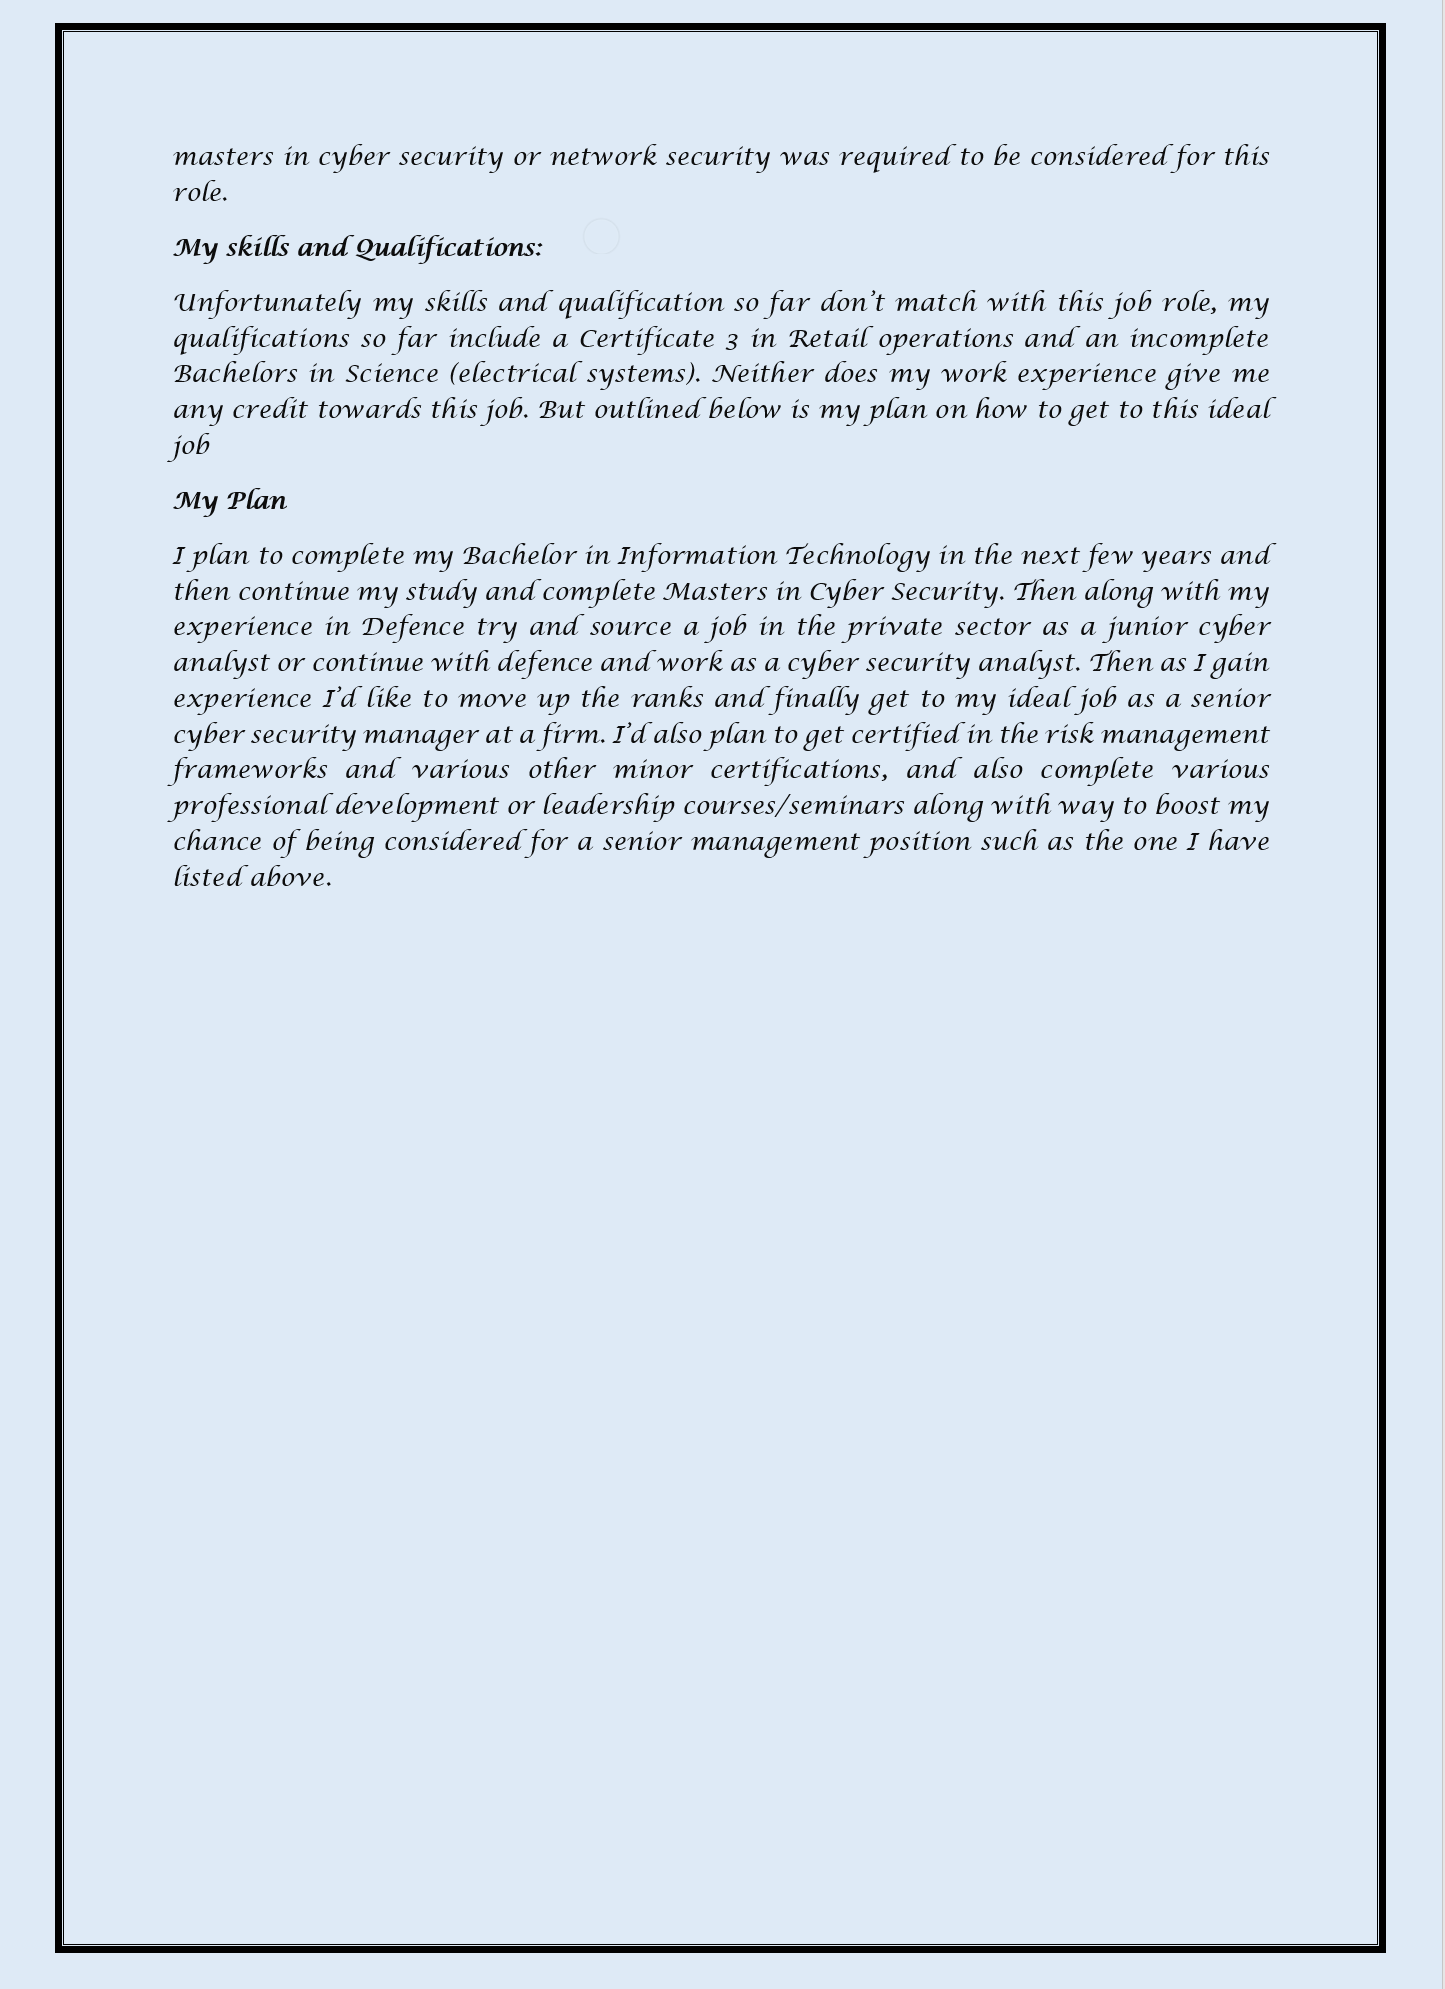 masters in cyber security or network security was required to be considered for this
role.
My skills and Qualifications:
Unfortunately my skills and qualification so far don't match with this job role, my
qualifications so far include a Certificate 3 in Retail operations and an incomplete
Bachelors in Science (electrical systems). Neither does my work experience give me
any credit towards this job. But outlined below is my plan on how to get to this ideal
job
My Plan
I plan to complete my Bachelor in Information Technology in the next few years and
then continue my study and complete Masters in Cyber Security. Then along with my
experience in Defence try and source a job in the private sector as a junior cyber
analyst or continue with defence and work as a cyber security analyst. Then as I gain
experience I'd like to move up the ranks and finally get to my ideal job as a senior
cyber security manager at a firm. I'd also plan to get certified in the risk management
frameworks and various other minor certifications, and also complete various
professional development or leadership courses/seminars along with way to boost my
chance of being considered for a senior management position such as the one I have
listed above.